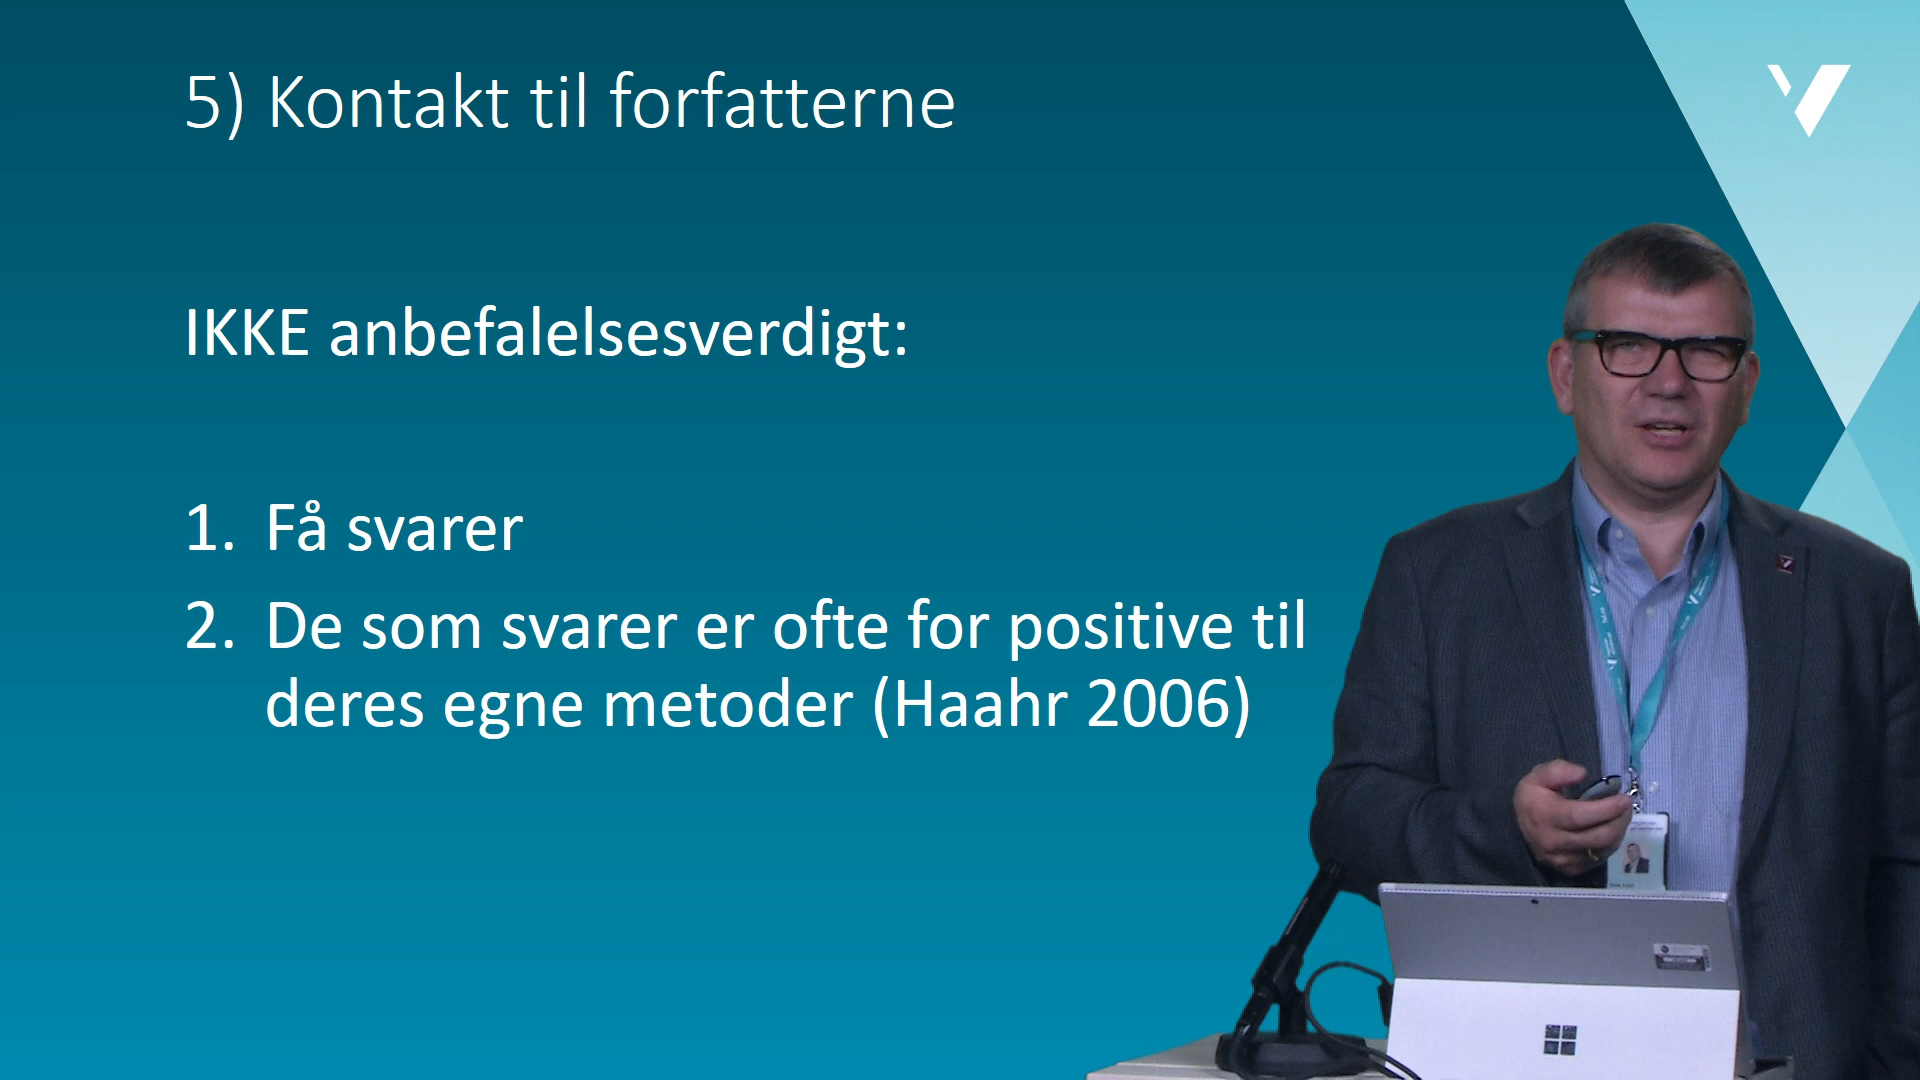 5) Kontakt til forfatterne
IKKE anbefalelsesverdigt:
1. Få svarer
2. De som svarer er ofte for positive til
deres egne metoder (Haahr 2006)